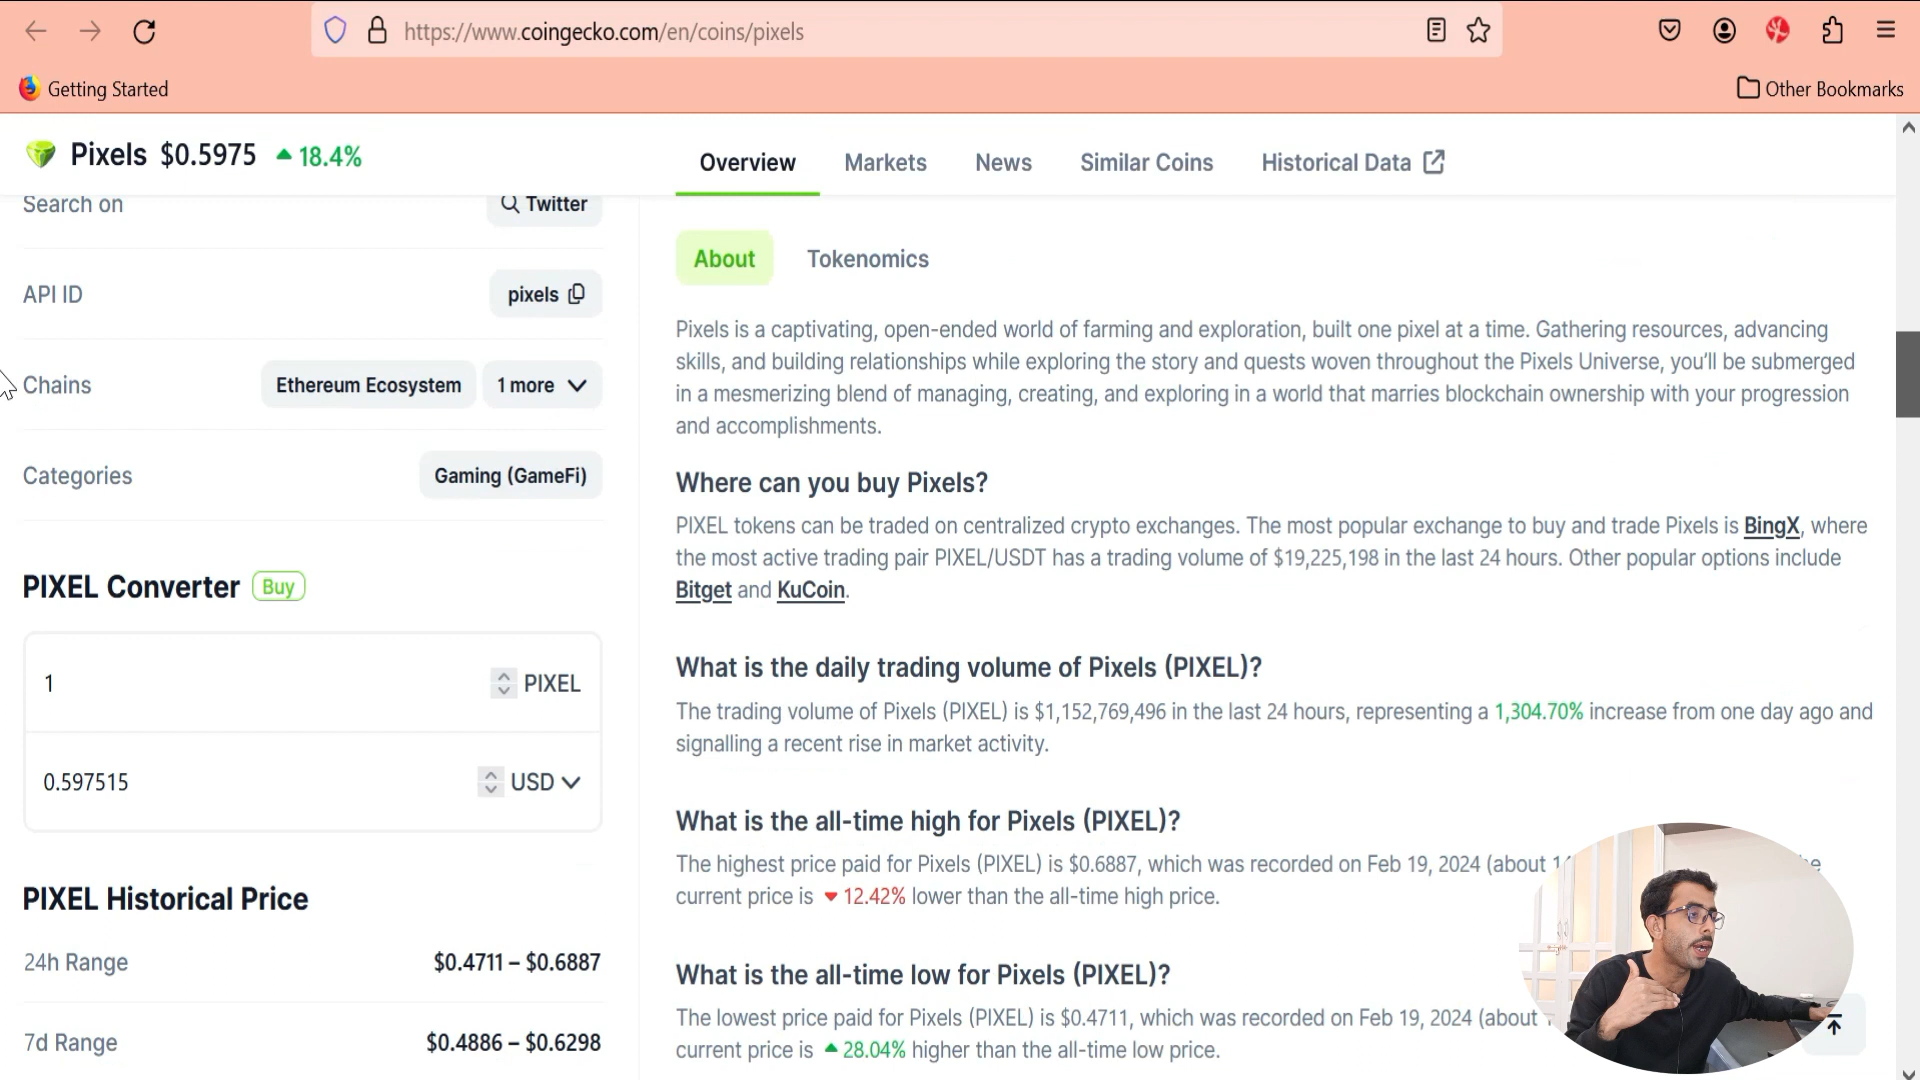 https://www.coingecko.com/en/coins/pixels
Getting Started
Other Bookmarks
Pixels $0.5975 18.4%
Overview
Markets
News
Similar Coins
Historical Data
Search on
Twitter
API ID
pixels
Chains
Ethereum Ecosystem
1 more
Categories
Gaming (GameFi)
PIXEL Converter
Buy
1
PIXEL
0.597515
USD
PIXEL Historical Price
24h Range
$0.4711 – $0.6887
7d Range
$0.4886 – $0.6298
About
Tokenomics
Pixels is a captivating, open-ended world of farming and exploration, built one pixel at a time. Gathering resources, advancing
skills, and building relationships while exploring the story and quests woven throughout the Pixels Universe, you’ll be submerged
in a mesmerizing blend of managing, creating, and exploring in a world that marries blockchain ownership with your progression
and accomplishments.
Where can you buy Pixels?
PIXEL tokens can be traded on centralized crypto exchanges. The most popular exchange to buy and trade Pixels is BingX, where
the most active trading pair PIXEL/USDT has a trading volume of $19,225,198 in the last 24 hours. Other popular options include
Bitget and KuCoin.
What is the daily trading volume of Pixels (PIXEL)?
The trading volume of Pixels (PIXEL) is $1,152,769,496 in the last 24 hours, representing a 1,304.70% increase from one day ago and
signalling a recent rise in market activity.
What is the all-time high for Pixels (PIXEL)?
The highest price paid for Pixels (PIXEL) is $0.6887, which was recorded on Feb 19, 2024 (about
current price is 12.42% lower than the all-time high price.
What is the all-time low for Pixels (PIXEL)?
The lowest price paid for Pixels (PIXEL) is $0.4711, which was recorded on Feb 19, 2024 (about
current price is 28.04% higher than the all-time low price.